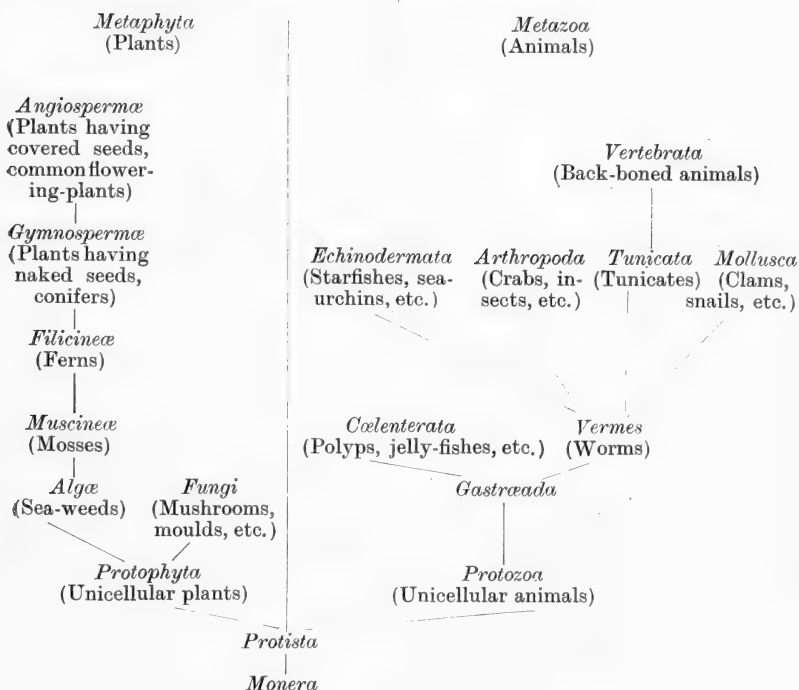 Metaphyta
(Plants)
Metazoa
(Animals)
Angiospermæ
(Plants having
covered seeds,
common flower-
ing-plants)
Gymnospermæ
(Plants having
naked seeds,
conifers)
Filicineæ
(Ferns)
Muscineæ
(Mosses)
Algæ
(Sea-weeds)
Fungi
(Mushrooms,
moulds, etc.)
Protophyta
(Unicellular plants)
Vertebrata
(Back-boned animals)
Echinodermata
(Starfishes, sea-
urchins, etc.)
Arthropoda
(Crabs, in-
sects, etc.)
Tunicata
(Tunicates)
Mollusca
(Clams,
snails, etc.)
Cœlenterata
(Polyps, jelly-fishes, etc.)
Vermes
(Worms)
Gastræada
Protozoa
(Unicellular animals)
Protista
Monera